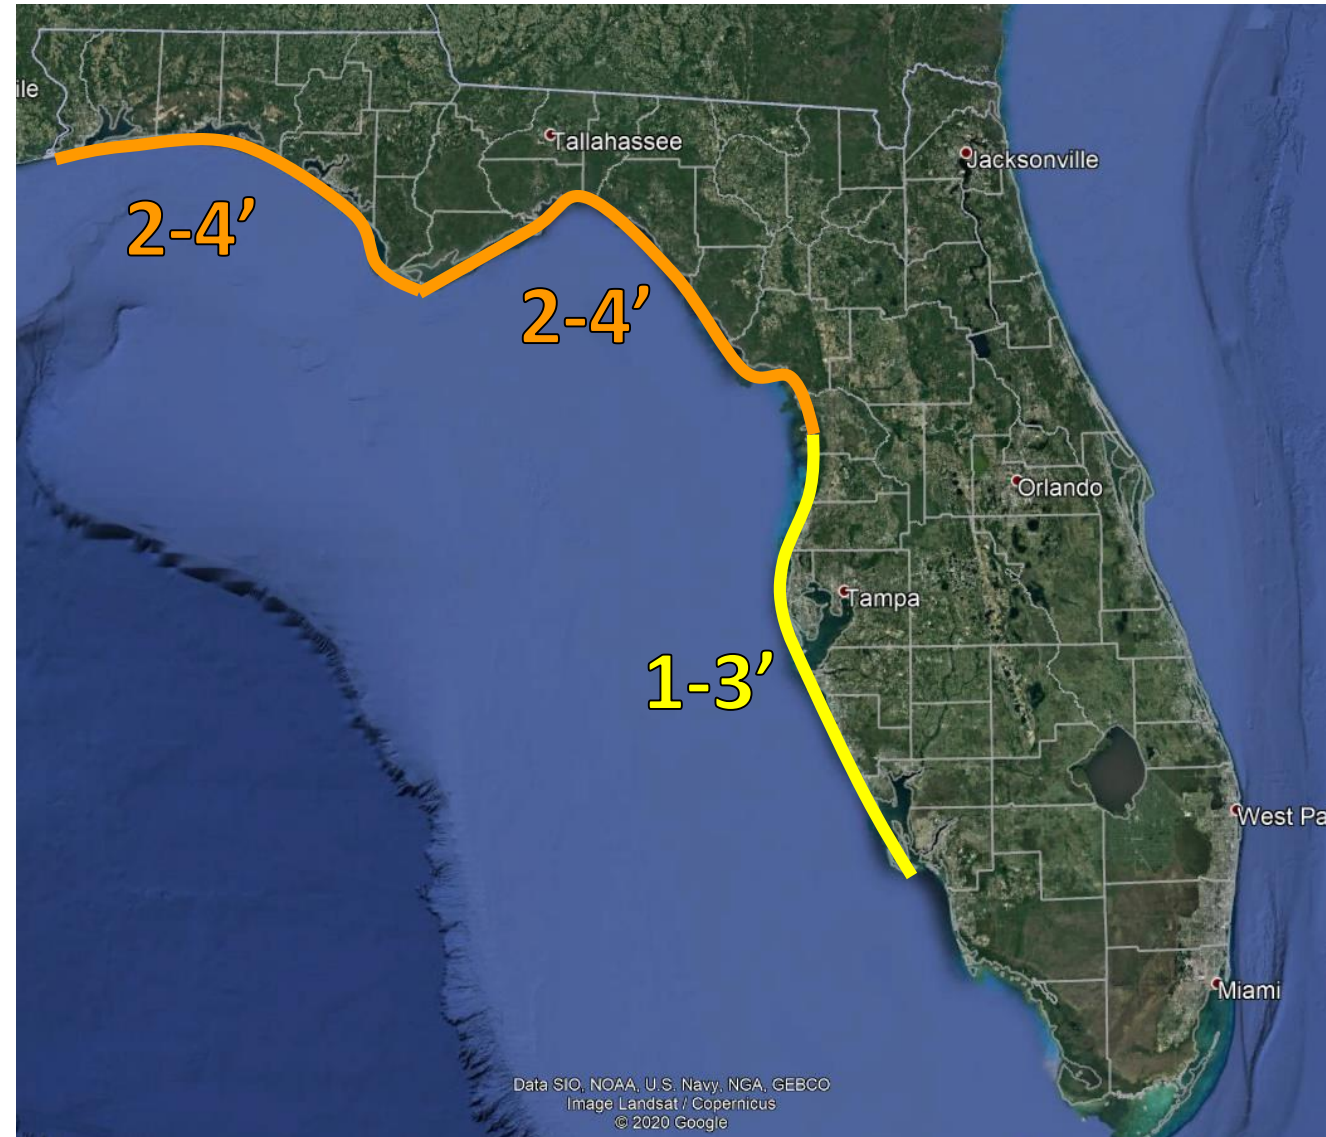 ile
Tallahassee
Jacksonville
2-4’
2-4’
Orlando
Tampa
1-3’
West Pa
Miami
Data SIO, NOAA, U.S. Navy, NGA, GEBCO
Image Landsat / Copernicus
© 2020 Google